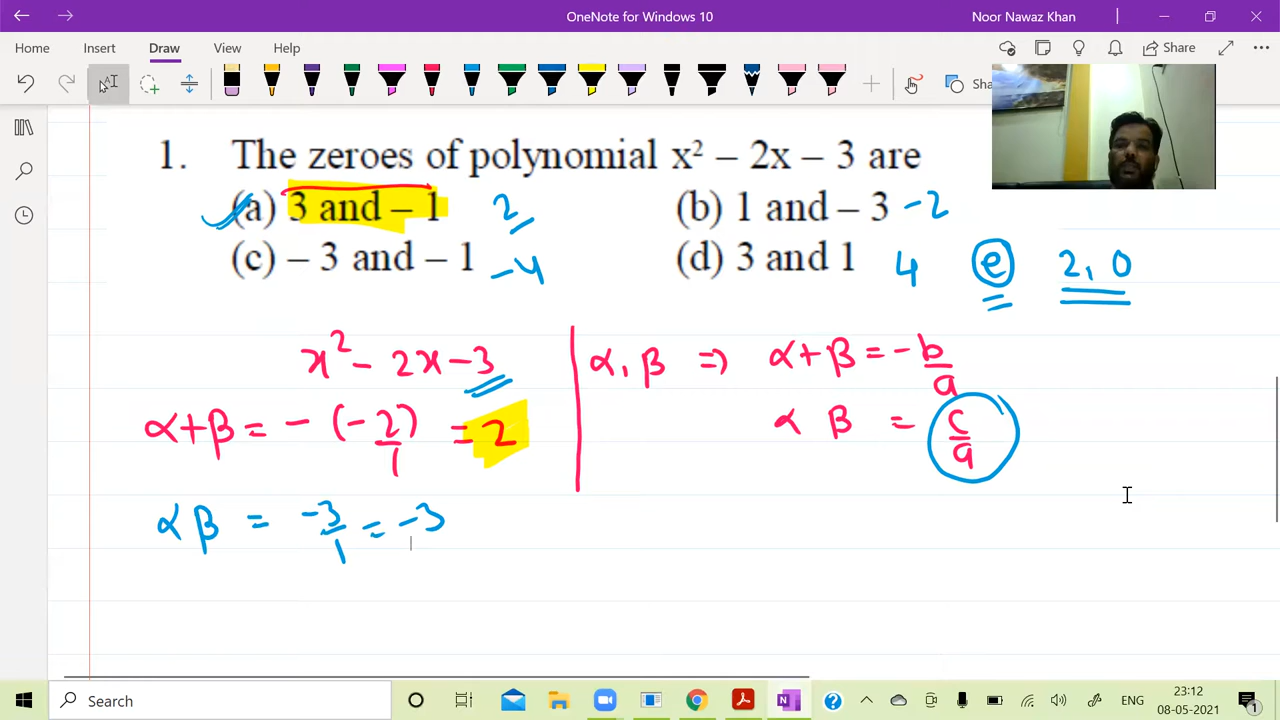 OneNote for Windows 10
Noor Nawaz Khan
Home Insert Draw View Help
Share
Sha
1. The zeroes of polynomial x² – 2x – 3 are
(a) 3 and – 1 2 (b) 1 and – 3 -2
(c) – 3 and – 1 -4 (d) 3 and 1 4 e 2, 0
x² - 2x - 3
α, β ⇒ α+β = -b/a
α β = c/a
α+β = - (-2/1) = 2
α β = -3/1 = -3
Search
ENG
23:12
08-05-2021
1